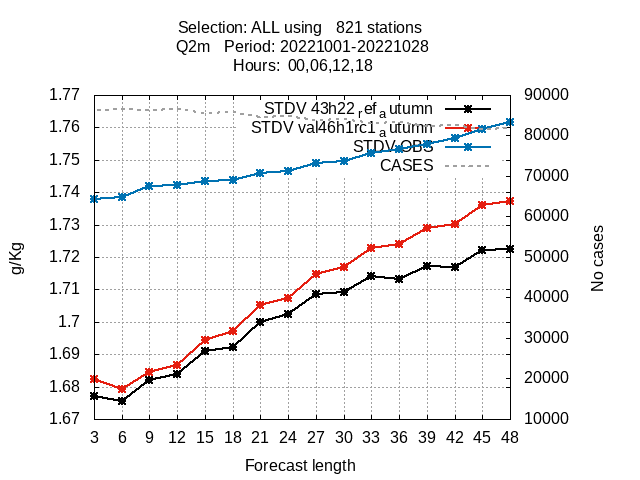 Selection: ALL using   821 stations
Q2m   Period: 20221001-20221028
Hours:  00,06,12,18
1.77
1.76
1.75
1.74
1.73
1.72
1.71
1.7
1.69
1.68
1.67
g/Kg
STDV 43h22_ref_autumn
STDV val46h1rc1_autumn
STDV OBS
CASES
90000
80000
70000
60000
50000
40000
30000
20000
10000
No cases
3 6 9 12 15 18 21 24 27 30 33 36 39 42 45 48
Forecast length